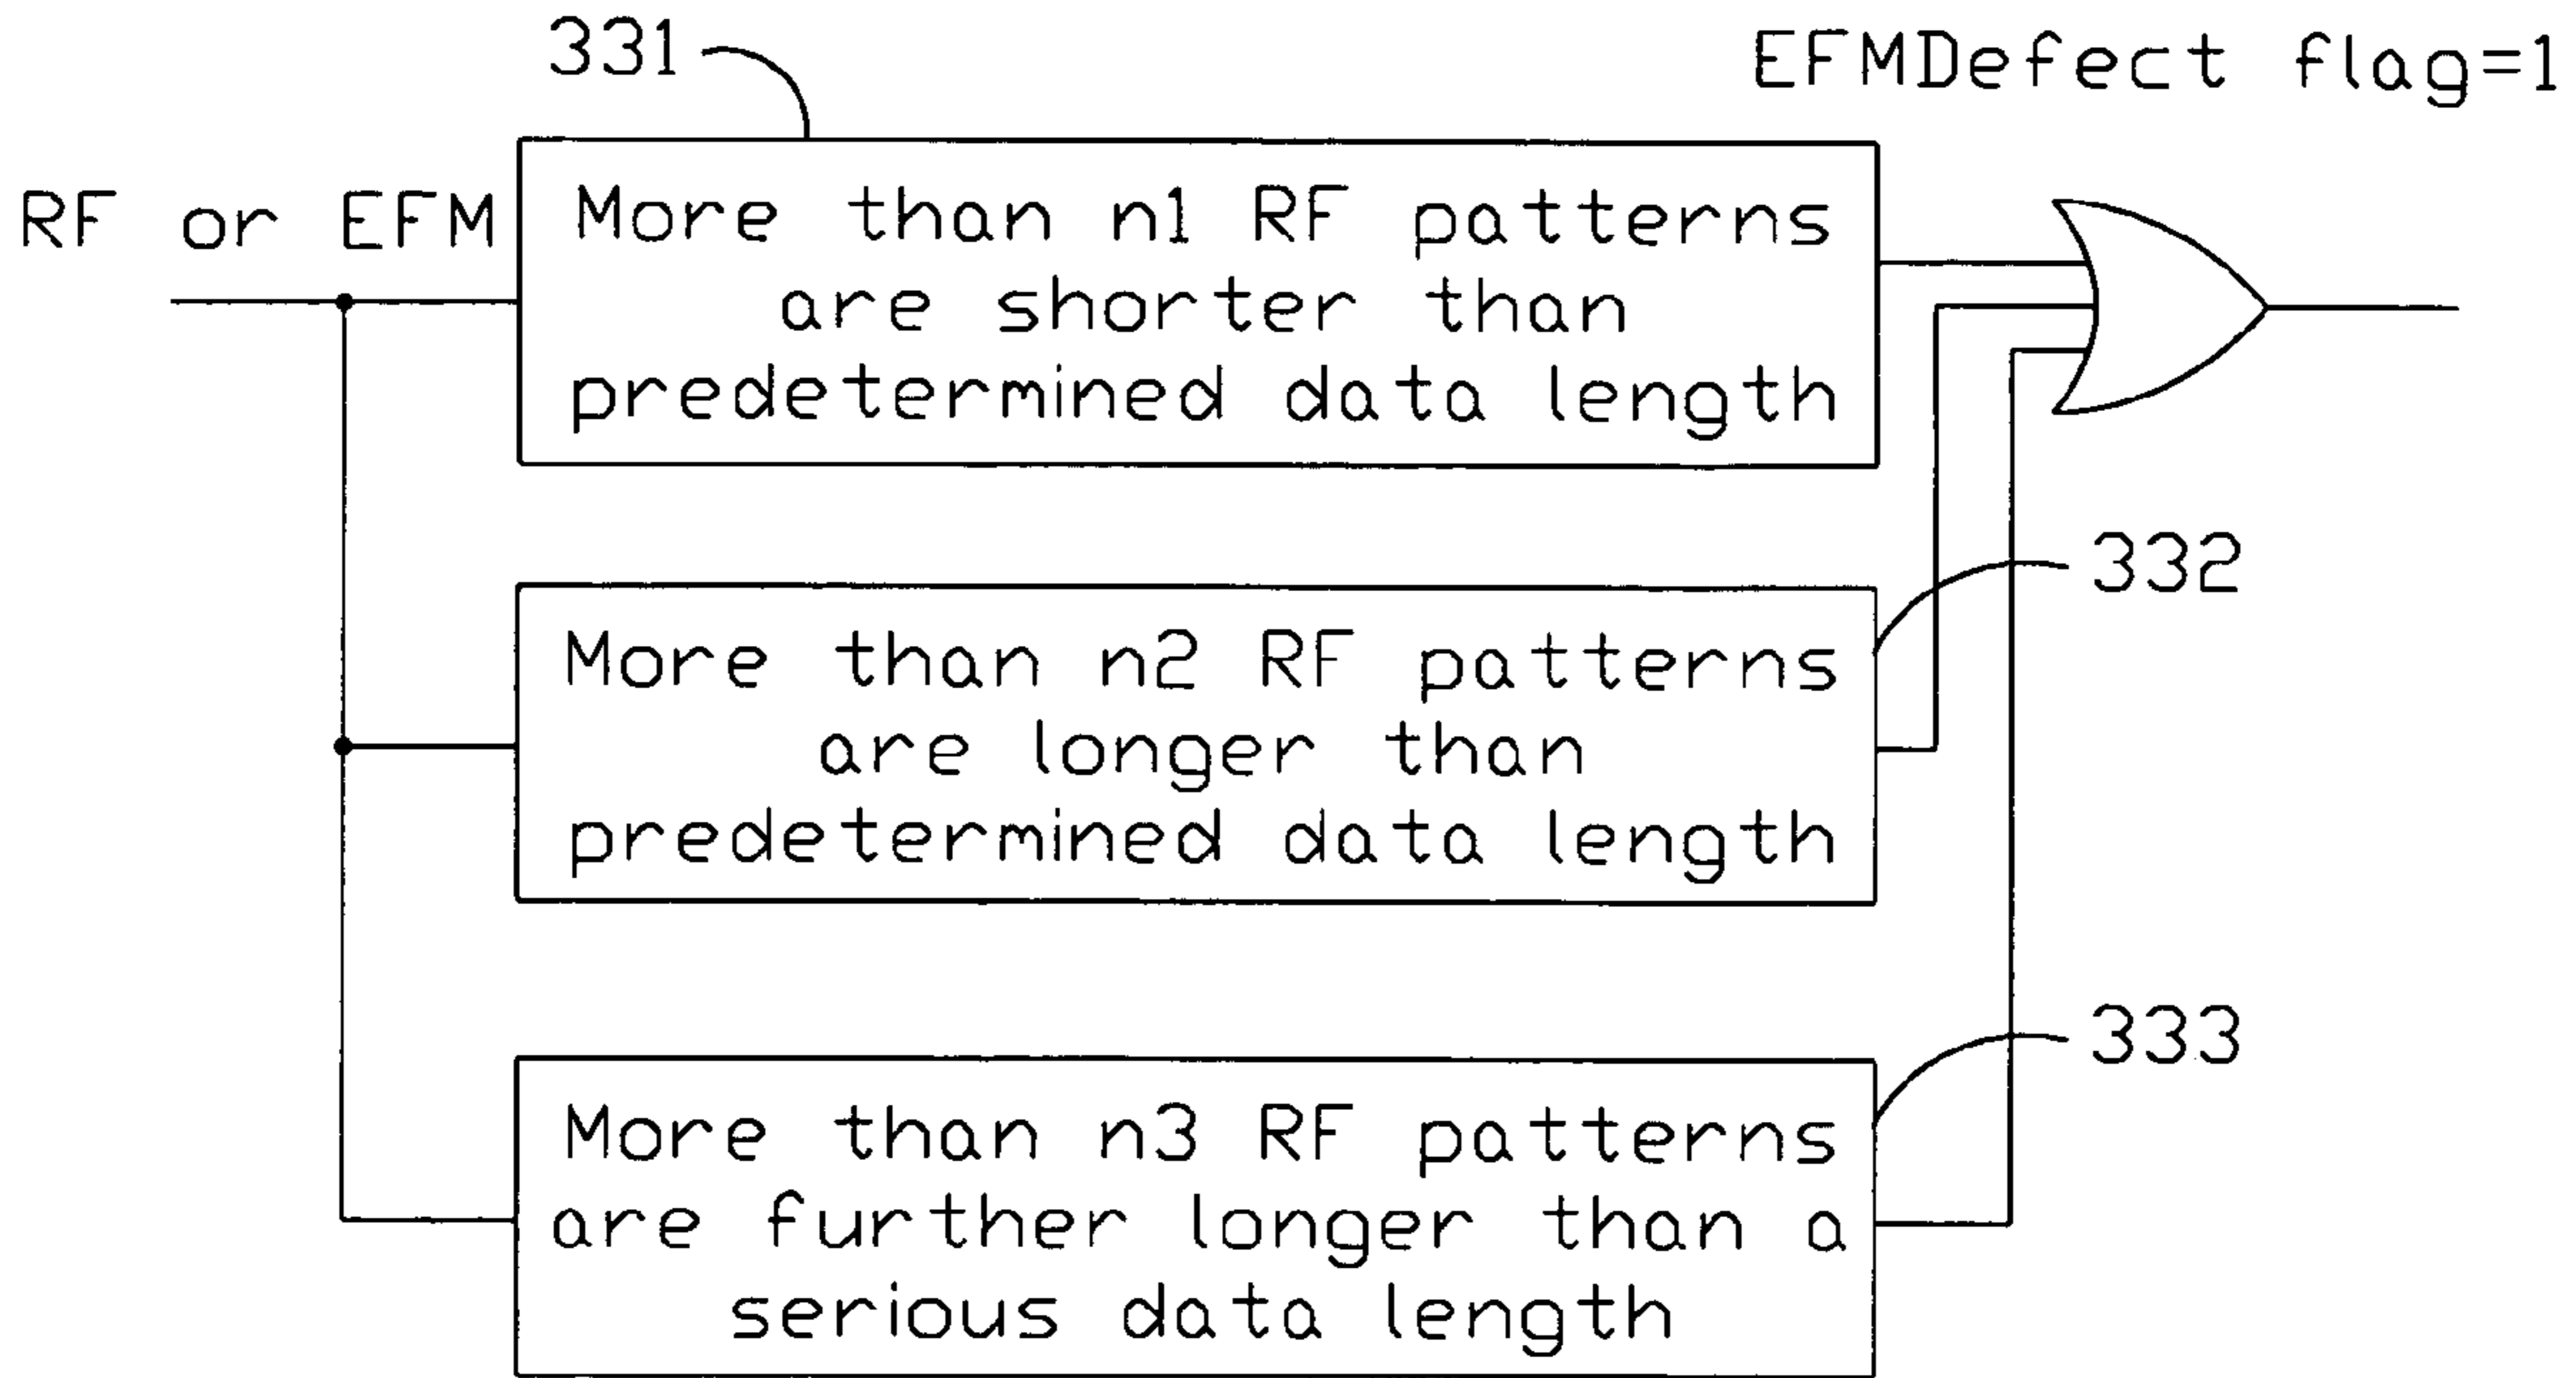 331
EFMDefect flag=1
RF or EFM
More than n1 RF patterns
are shorter than
predetermined data length
332
More than n2 RF patterns
are longer than
predetermined data length
333
More than n3 RF patterns
are further longer than a
serious data length